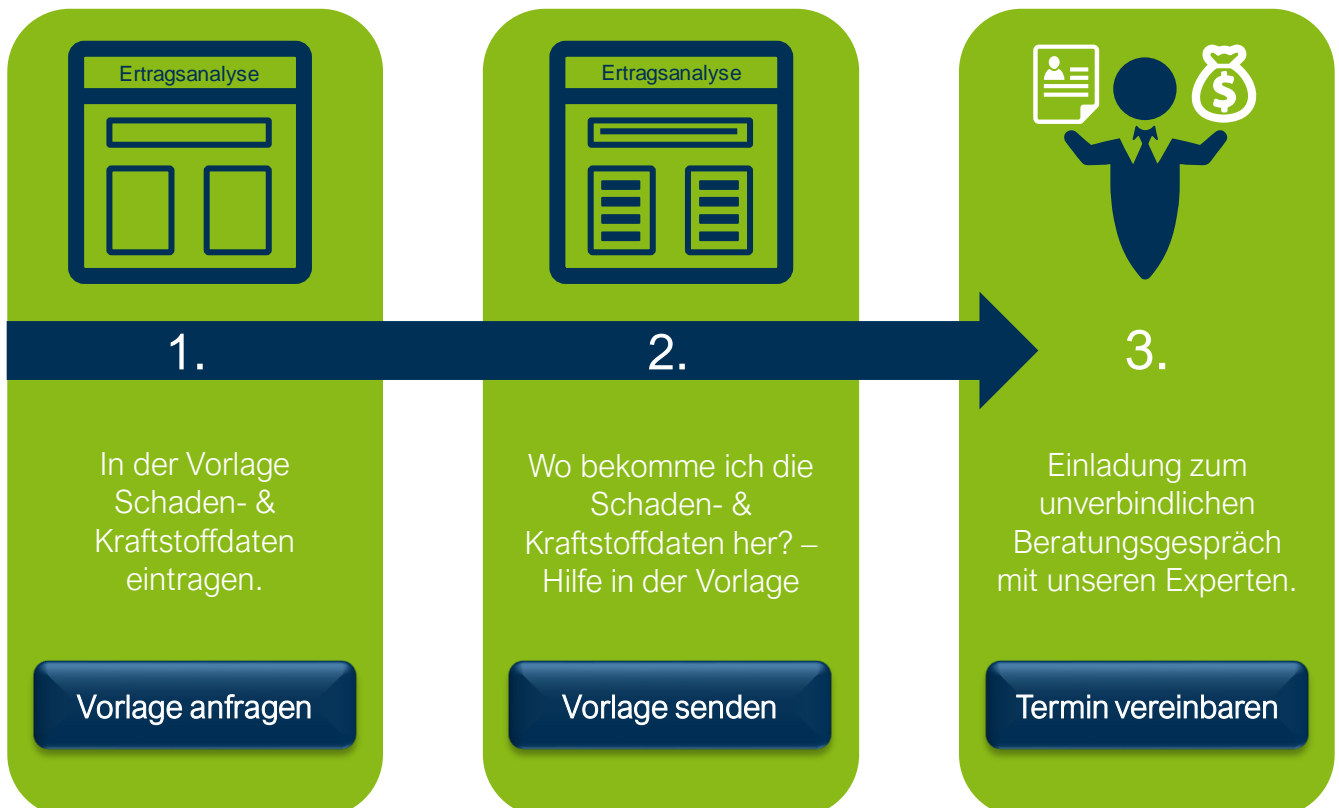 Ertragsanalyse
1.
In der Vorlage
Schaden- &
Kraftstoffdaten
eintragen.
Vorlage anfragen
Ertragsanalyse
2.
Wo bekomme ich die
Schaden- &
Kraftstoffdaten her? –
Hilfe in der Vorlage
Vorlage senden
$
3.
Einladung zum
unverbindlichen
Beratungsgespräch
mit unseren Experten.
Termin vereinbaren